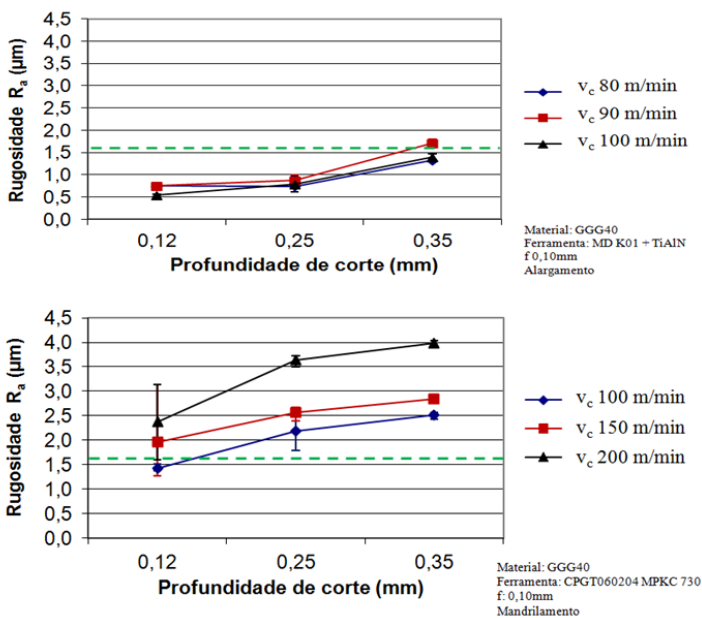 4,5
4,0
3,5
3,0
2,5
2,0
1,5
1,0
0,5
0,0
Rugosidade Ra (µm)
0,12 0,25 0,35
Profundidade de corte (mm)
vc 80 m/min
vc 90 m/min
vc 100 m/min
Material: GGG40
Ferramenta: MD K01 + TiAlN
f 0,10mm
Alargamento
4,5
4,0
3,5
3,0
2,5
2,0
1,5
1,0
0,5
0,0
Rugosidade Ra (µm)
0,12 0,25 0,35
Profundidade de corte (mm)
vc 100 m/min
vc 150 m/min
vc 200 m/min
Material: GGG40
Ferramenta: CPGT060204 MPKC 730
f: 0,10mm
Mandrilamento